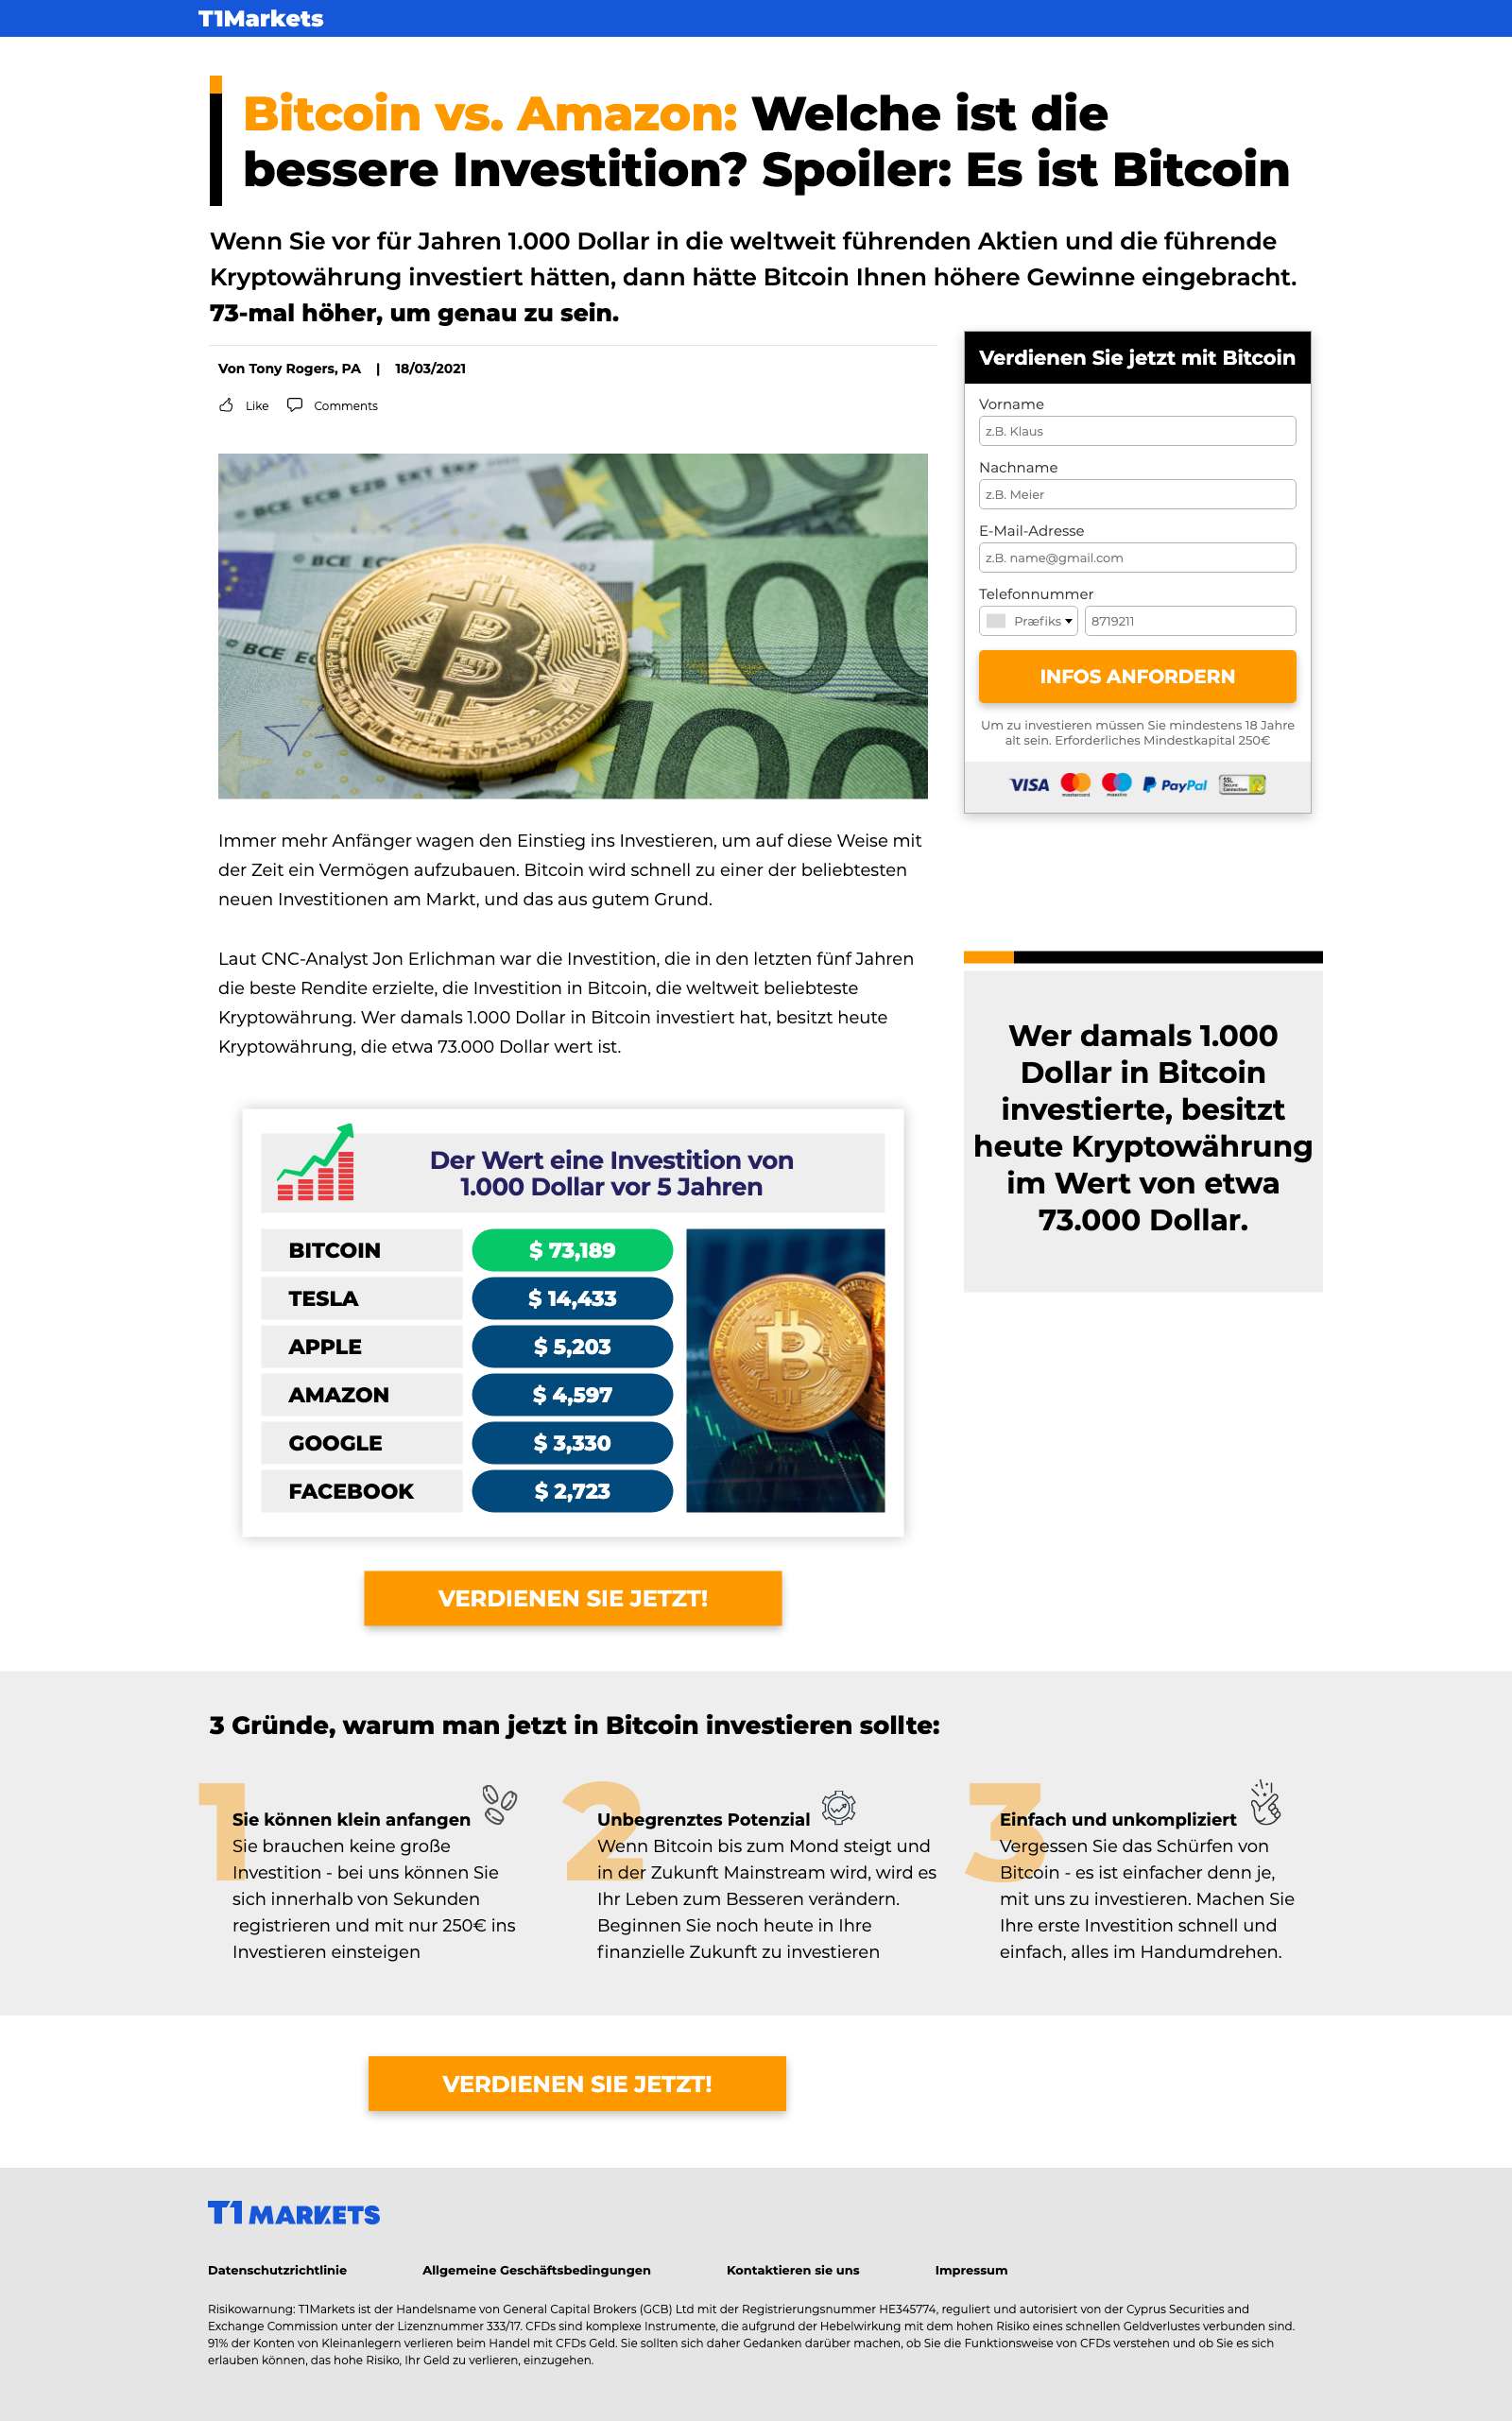 T1Markets
Bitcoin vs. Amazon: Welche ist die
bessere Investition? Spoiler: Es ist Bitcoin
Wenn Sie vor für Jahren 1.000 Dollar in die weltweit führenden Aktien und die führende
Kryptowährung investiert hätten, dann hätte Bitcoin Ihnen höhere Gewinne eingebracht.
73-mal höher, um genau zu sein.
Von Tony Rogers, PA | 18/03/2021
Like Comments
BCE ECB
BCE EC
100
100
Verdienen Sie jetzt mit Bitcoin
Vorname
z.B. Klaus
Nachname
z.B. Meier
E-Mail-Adresse
z.B. name@gmail.com
Telefonnummer
Præfiks 8719211
INFOS ANFORDERN
Um zu investieren müssen Sie mindestens 18 Jahre
alt sein. Erforderliches Mindestkapital 250€
VISA mastercard maestro PayPal SSL Secure Connection
Immer mehr Anfänger wagen den Einstieg ins Investieren, um auf diese Weise mit
der Zeit ein Vermögen aufzubauen. Bitcoin wird schnell zu einer der beliebtesten
neuen Investitionen am Markt, und das aus gutem Grund.
Laut CNC-Analyst Jon Erlichman war die Investition, die in den letzten fünf Jahren
die beste Rendite erzielte, die Investition in Bitcoin, die weltweit beliebteste
Kryptowährung. Wer damals 1.000 Dollar in Bitcoin investiert hat, besitzt heute
Kryptowährung, die etwa 73.000 Dollar wert ist.
Wer damals 1.000
Dollar in Bitcoin
investierte, besitzt
heute Kryptowährung
im Wert von etwa
73.000 Dollar.
Der Wert eine Investition von
1.000 Dollar vor 5 Jahren
BITCOIN $ 73,189
TESLA $ 14,433
APPLE $ 5,203
AMAZON $ 4,597
GOOGLE $ 3,330
FACEBOOK $ 2,723
VERDIENEN SIE JETZT!
3 Gründe, warum man jetzt in Bitcoin investieren sollte:
1
Sie können klein anfangen
Sie brauchen keine große
Investition - bei uns können Sie
sich innerhalb von Sekunden
registrieren und mit nur 250€ ins
Investieren einsteigen
2
Unbegrenztes Potenzial
Wenn Bitcoin bis zum Mond steigt und
in der Zukunft Mainstream wird, wird es
Ihr Leben zum Besseren verändern.
Beginnen Sie noch heute in Ihre
finanzielle Zukunft zu investieren
3
Einfach und unkompliziert
Vergessen Sie das Schürfen von
Bitcoin - es ist einfacher denn je,
mit uns zu investieren. Machen Sie
Ihre erste Investition schnell und
einfach, alles im Handumdrehen.
VERDIENEN SIE JETZT!
T1 MARKETS
Datenschutzrichtlinie Allgemeine Geschäftsbedingungen Kontaktieren sie uns Impressum
Risikowarnung: T1Markets ist der Handelsname von General Capital Brokers (GCB) Ltd mit der Registrierungsnummer HE345774, reguliert und autorisiert von der Cyprus Securities and
Exchange Commission unter der Lizenznummer 333/17. CFDs sind komplexe Instrumente, die aufgrund der Hebelwirkung mit dem hohen Risiko eines schnellen Geldverlustes verbunden sind.
91% der Konten von Kleinanlegern verlieren beim Handel mit CFDs Geld. Sie sollten sich daher Gedanken darüber machen, ob Sie die Funktionsweise von CFDs verstehen und ob Sie es sich
erlauben können, das hohe Risiko, Ihr Geld zu verlieren, einzugehen.